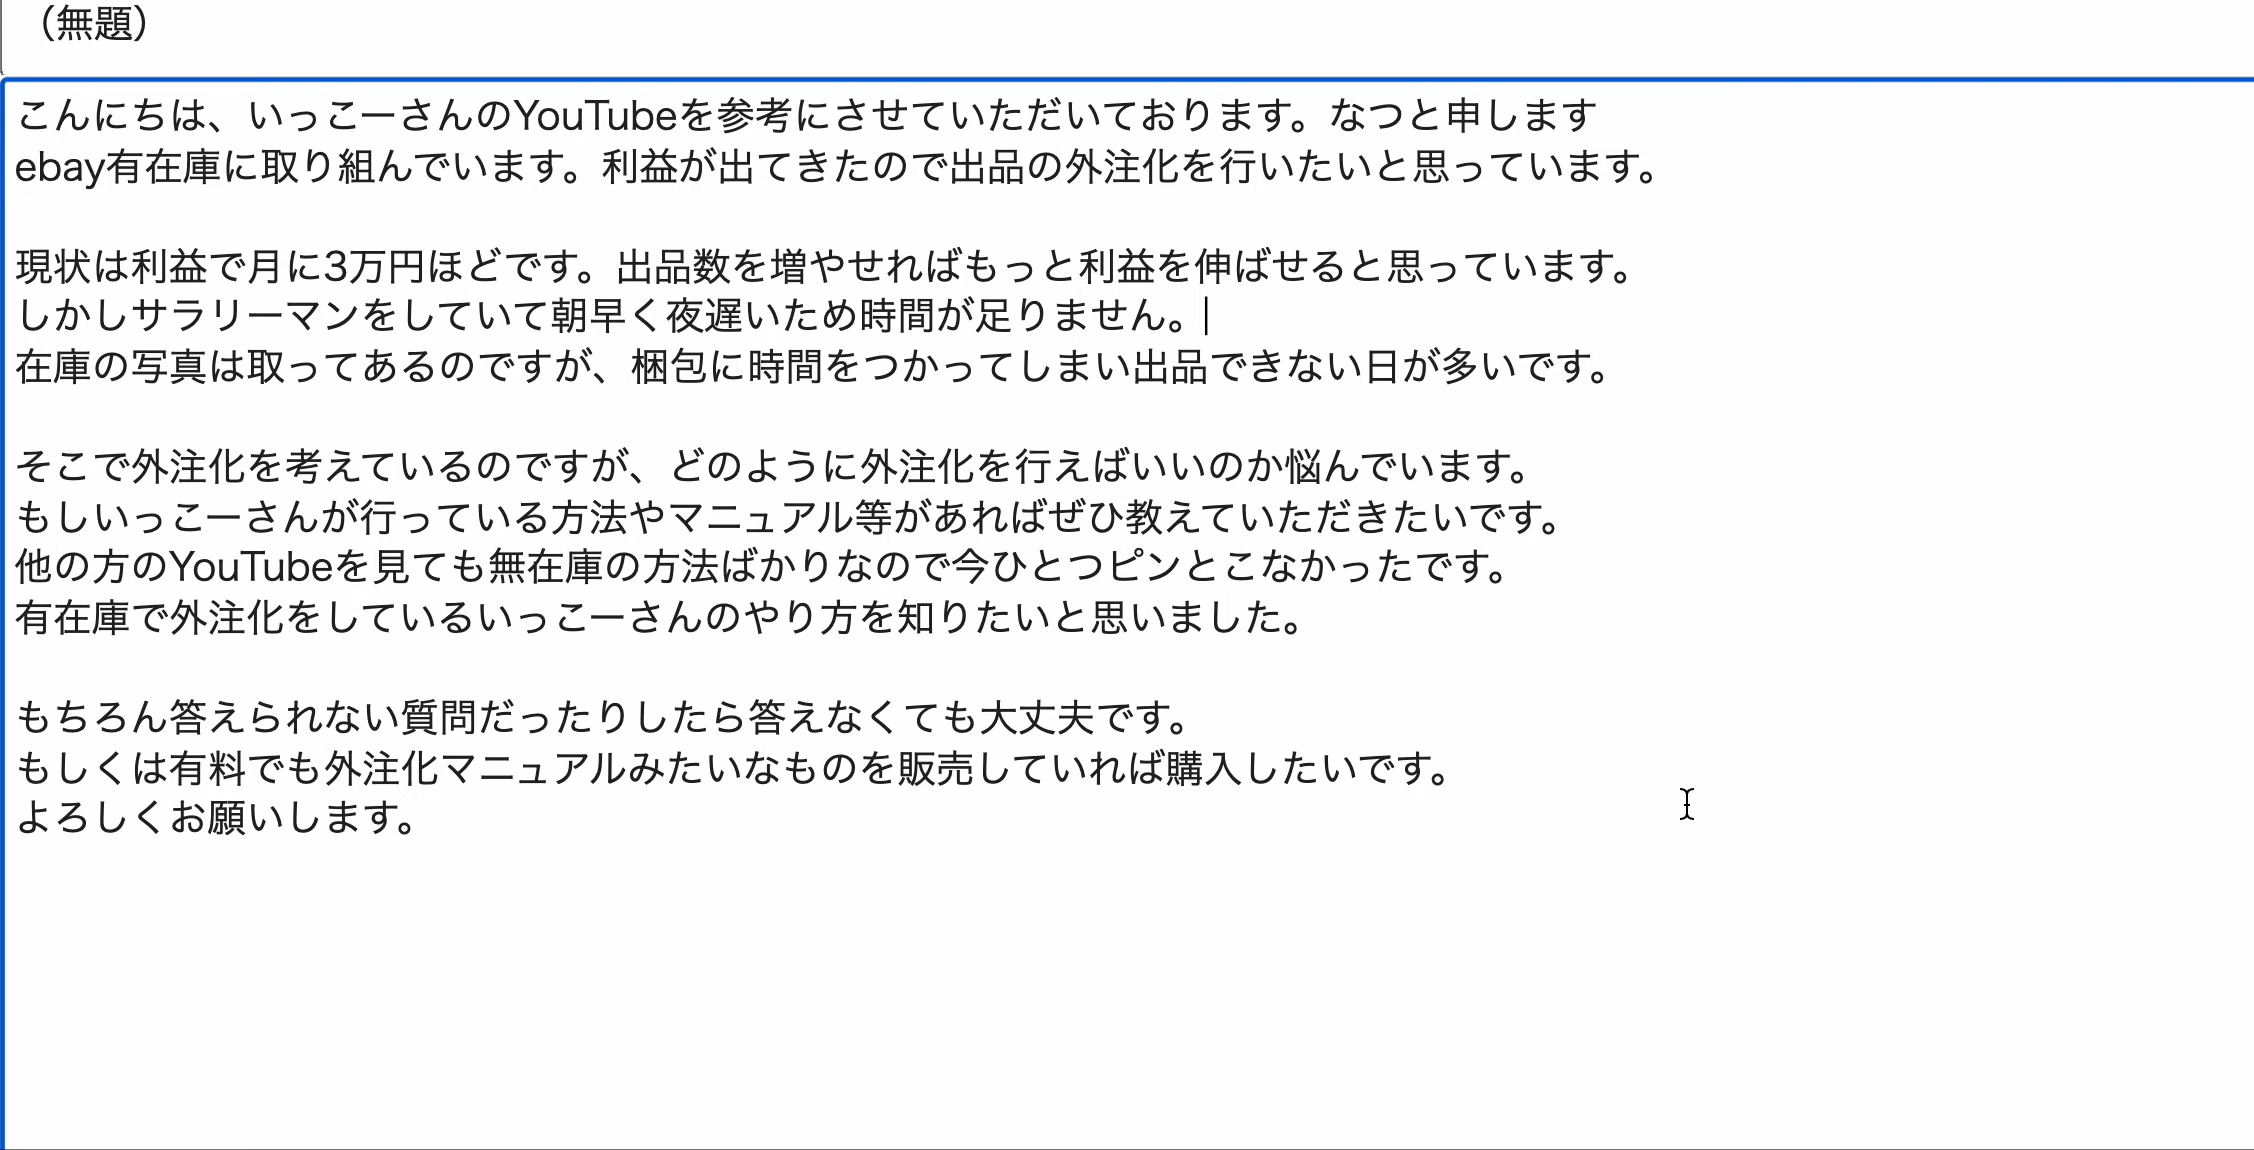 （無題）
こんにちは、いっこーさんのYouTubeを参考にさせていただいております。なつと申します
ebay有在庫に取り組んでいます。利益が出てきたので出品の外注化を行いたいと思っています。
現状は利益で月に3万円ほどです。出品数を増やせればもっと利益を伸ばせると思っています。
しかしサラリーマンをしていて朝早く夜遅いため時間が足りません。
在庫の写真は取ってあるのですが、梱包に時間をつかってしまい出品できない日が多いです。
そこで外注化を考えているのですが、どのように外注化を行えばいいのか悩んでいます。
もしいっこーさんが行っている方法やマニュアル等があればぜひ教えていただきたいです。
他の方のYouTubeを見ても無在庫の方法ばかりなので今ひとつピンとこなかったです。
有在庫で外注化をしているいっこーさんのやり方を知りたいと思いました。
もちろん答えられない質問だったりしたら答えなくても大丈夫です。
もしくは有料でも外注化マニュアルみたいなものを販売していれば購入したいです。
よろしくお願いします。